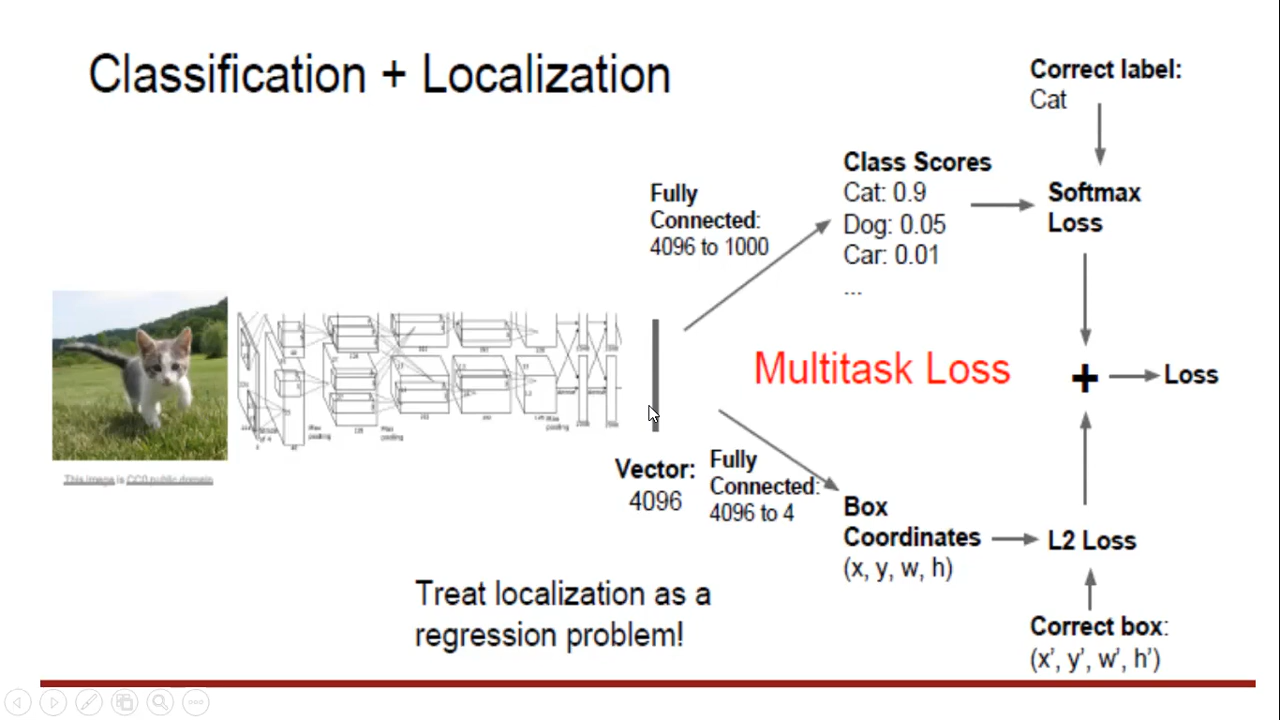 Classification + Localization
Correct label:
Cat
Class Scores
Cat: 0.9
Dog: 0.05
Car: 0.01
...
Softmax
Loss
Fully
Connected:
4096 to 1000
Multitask Loss
+
Loss
This image is CC0 public domain
Vector:
4096
Fully
Connected:
4096 to 4
Box
Coordinates
(x, y, w, h)
L2 Loss
Treat localization as a
regression problem!
Correct box:
(x’, y’, w’, h’)